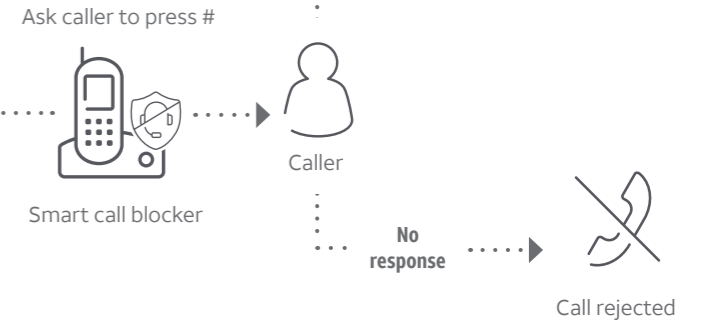 Ask caller to press #
Caller
Smart call blocker
No
response
Call rejected